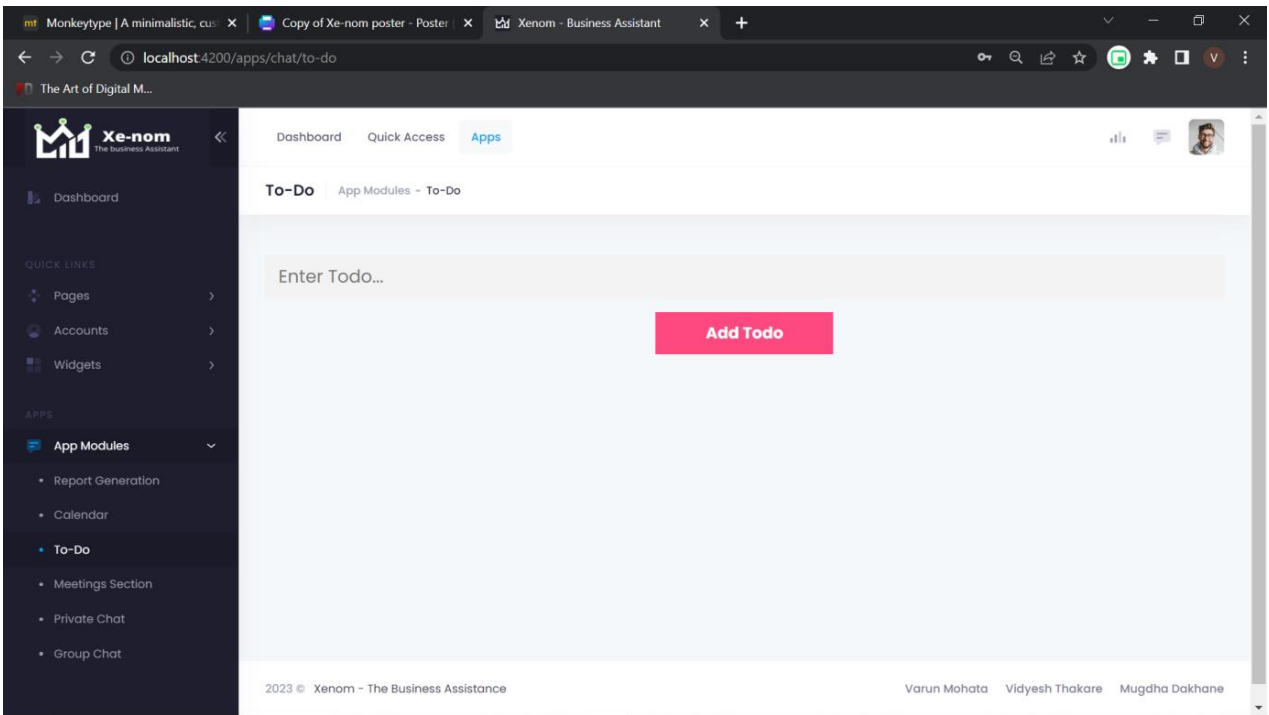 mt Monkeytype | A minimalistic, cus
Copy of Xe-nom poster - Poster (
Xenom - Business Assistant
localhost:4200/apps/chat/to-do
V
The Art of Digital M...
Xe-nom
The business Assistant
Dashboard Quick Access Apps
Dashboard
To-Do App Modules - To-Do
QUICK LINKS
Pages
Accounts
Widgets
Enter Todo...
Add Todo
APPS
App Modules
Report Generation
Calendar
To-Do
Meetings Section
Private Chat
Group Chat
2023 © Xenom - The Business Assistance
Varun Mohata Vidyesh Thakare Mugdha Dakhane